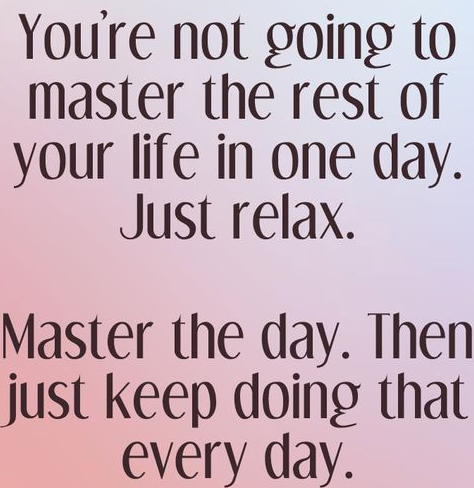 You're not going to
master the rest of
your life in one day.
Just relax.
Master the day. Then
just keep doing that
every day.